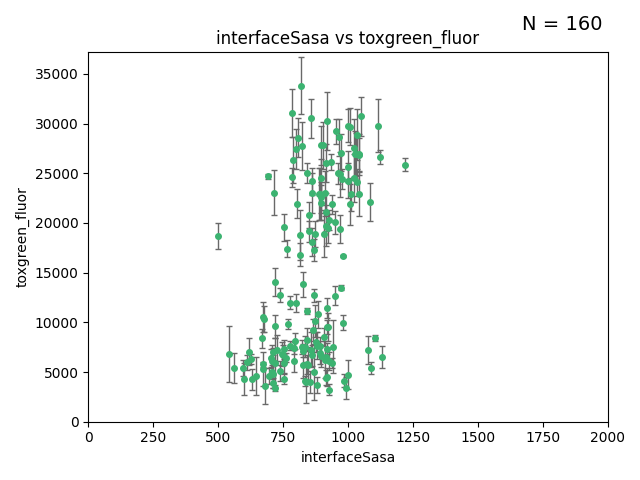 N = 160
interfaceSasa vs toxgreen_fluor
35000
30000
25000
20000
15000
10000
5000
0
toxgreen_fluor
0 250 500 750 1000 1250 1500 1750 2000
interfaceSasa